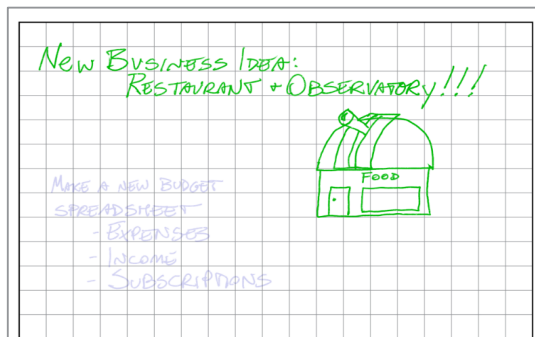 New Business Idea:
Restaurant + Observatory!!!
Food
Make a new budget
spreadsheet
- Expenses
- Income
- Subscriptions